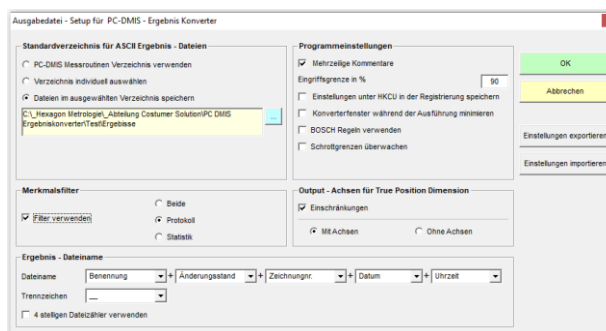 Ausgabedatei - Setup für PC-DMIS - Ergebnis Konverter
Standardverzeichnis für ASCII Ergebnis - Dateien
PC-DMIS Messroutinen Verzeichnis verwenden
Verzeichnis individuell auswählen
Dateien im ausgewählten Verzeichnis speichern
C:\_Hexagon Metrologie\_Abteilung Costumer Solution\PC DMIS
Ergebniskonverter\Test\Ergebisse
...
Programmeinstellungen
Mehrzeilige Kommentare
Eingriffsgrenze in % 90
Einstellungen unter HKCU in der Registrierung speichern
Konverterfenster während der Ausführung minimieren
BOSCH Regeln verwenden
Schrottgrenzen überwachen
OK
Abbrechen
Einstellungen exportieren
Einstellungen importieren
Merkmalsfilter
Filter verwenden
Beide
Protokoll
Statistik
Output - Achsen für True Position Dimension
Einschränkungen
Mit Achsen Ohne Achsen
Ergebnis - Dateiname
Dateiname Benennung + Änderungsstand + Zeichnungnr. + Datum + Uhrzeit
Trennzeichen __
4 stelligen Dateizähler verwenden